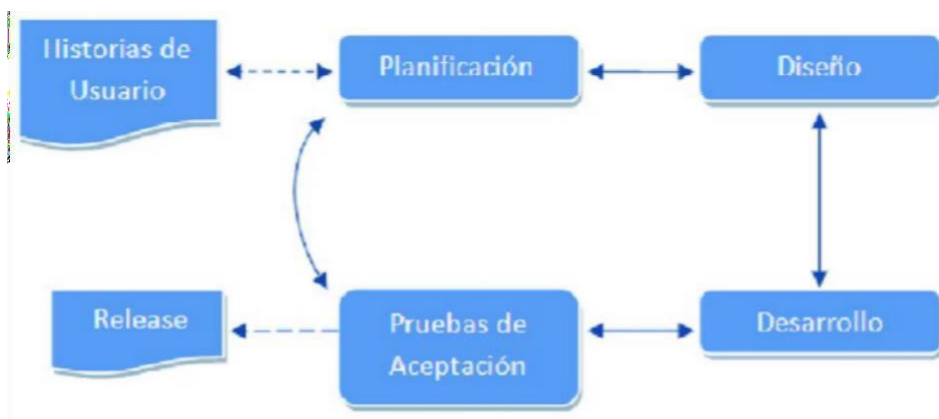 Historias de
Usuario
Planificación
Diseño
Release
Pruebas de
Aceptación
Desarrollo